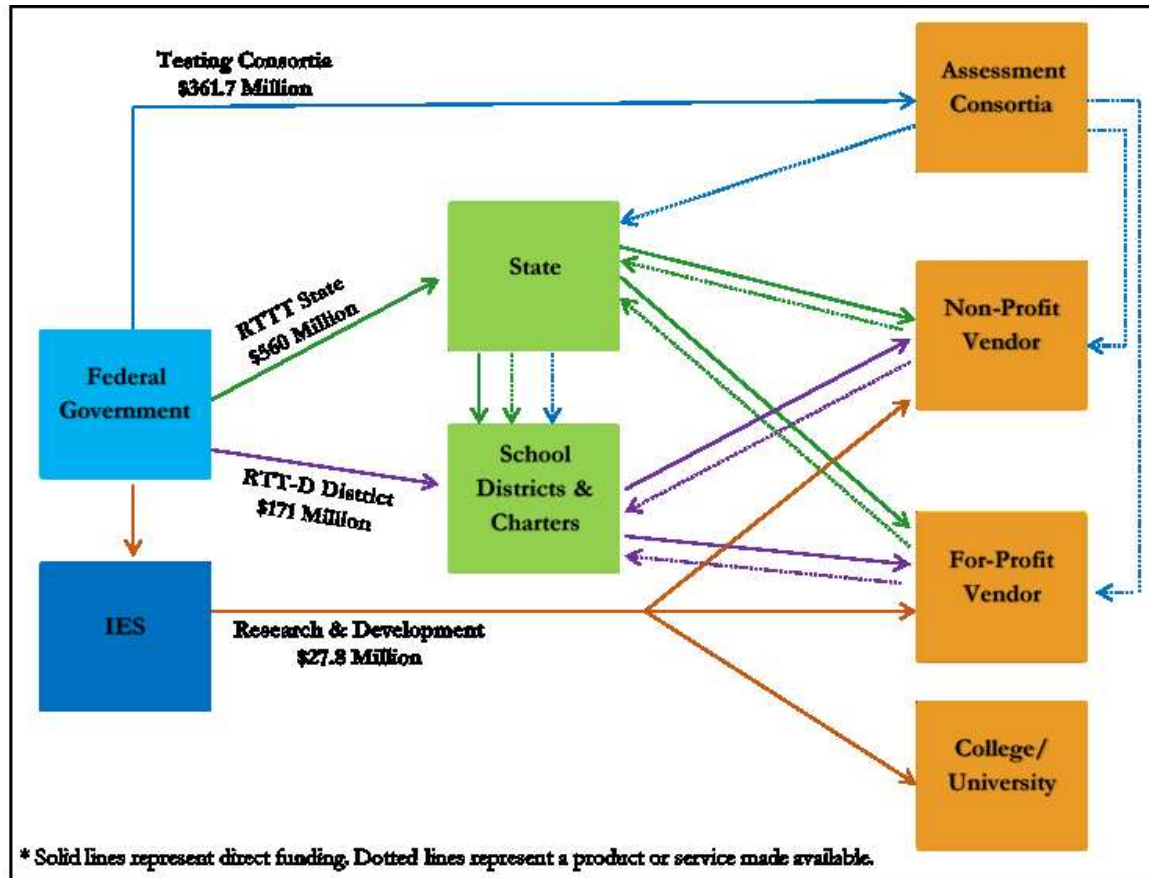 Testing Consortia
$361.7 Million
Assessment
Consortia
State
RTTT State
$560 Million
Non-Profit
Vendor
Federal
Government
School
Districts &
Charters
RTT-D District
$171 Million
For-Profit
Vendor
IES
Research & Development
$27.8 Million
College/
University
* Solid lines represent direct funding. Dotted lines represent a product or service made available.